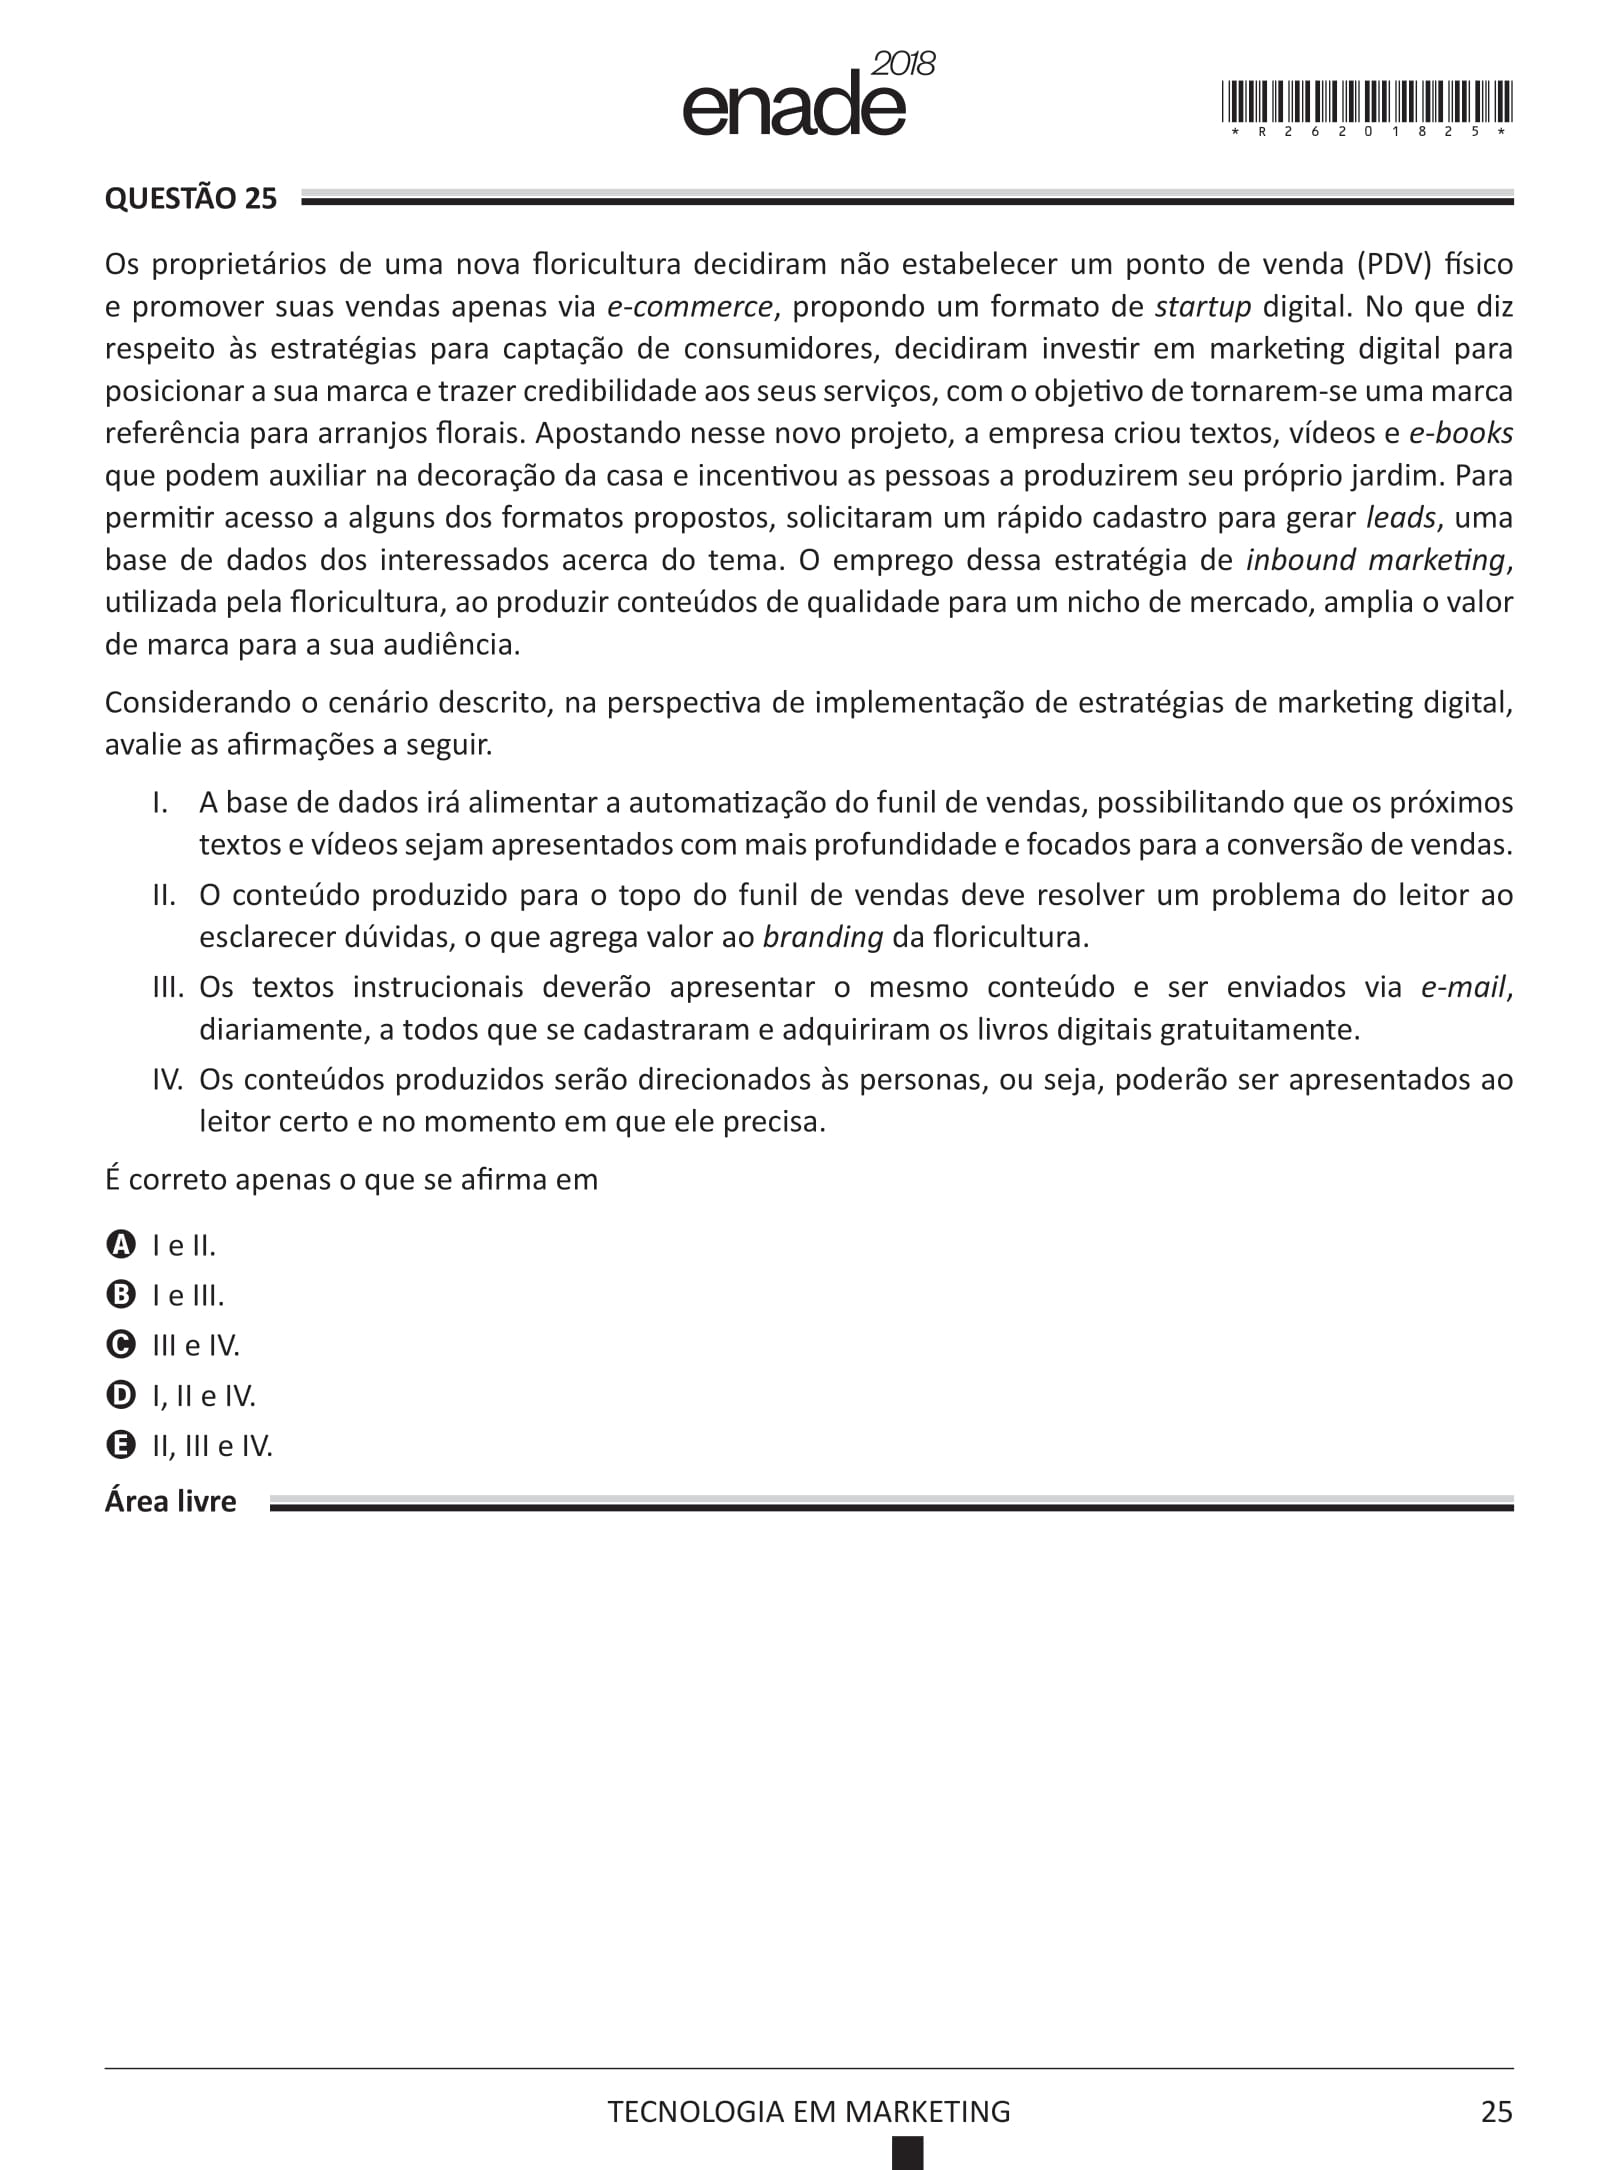 enade 2018
* R 2 6 2 0 1 8 2 5 *
QUESTÃO 25
Os proprietários de uma nova floricultura decidiram não estabelecer um ponto de venda (PDV) físico
e promover suas vendas apenas via e-commerce, propondo um formato de startup digital. No que diz
respeito às estratégias para captação de consumidores, decidiram investir em marketing digital para
posicionar a sua marca e trazer credibilidade aos seus serviços, com o objetivo de tornarem-se uma marca
referência para arranjos florais. Apostando nesse novo projeto, a empresa criou textos, vídeos e e-books
que podem auxiliar na decoração da casa e incentivou as pessoas a produzirem seu próprio jardim. Para
permitir acesso a alguns dos formatos propostos, solicitaram um rápido cadastro para gerar leads, uma
base de dados dos interessados acerca do tema. O emprego dessa estratégia de inbound marketing,
utilizada pela floricultura, ao produzir conteúdos de qualidade para um nicho de mercado, amplia o valor
de marca para a sua audiência.
Considerando o cenário descrito, na perspectiva de implementação de estratégias de marketing digital,
avalie as afirmações a seguir.
I. A base de dados irá alimentar a automatização do funil de vendas, possibilitando que os próximos
textos e vídeos sejam apresentados com mais profundidade e focados para a conversão de vendas.
II. O conteúdo produzido para o topo do funil de vendas deve resolver um problema do leitor ao
esclarecer dúvidas, o que agrega valor ao branding da floricultura.
III. Os textos instrucionais deverão apresentar o mesmo conteúdo e ser enviados via e-mail,
diariamente, a todos que se cadastraram e adquiriram os livros digitais gratuitamente.
IV. Os conteúdos produzidos serão direcionados às personas, ou seja, poderão ser apresentados ao
leitor certo e no momento em que ele precisa.
É correto apenas o que se afirma em
A I e II.
B I e III.
C III e IV.
D I, II e IV.
E II, III e IV.
Área livre
TECNOLOGIA EM MARKETING 25